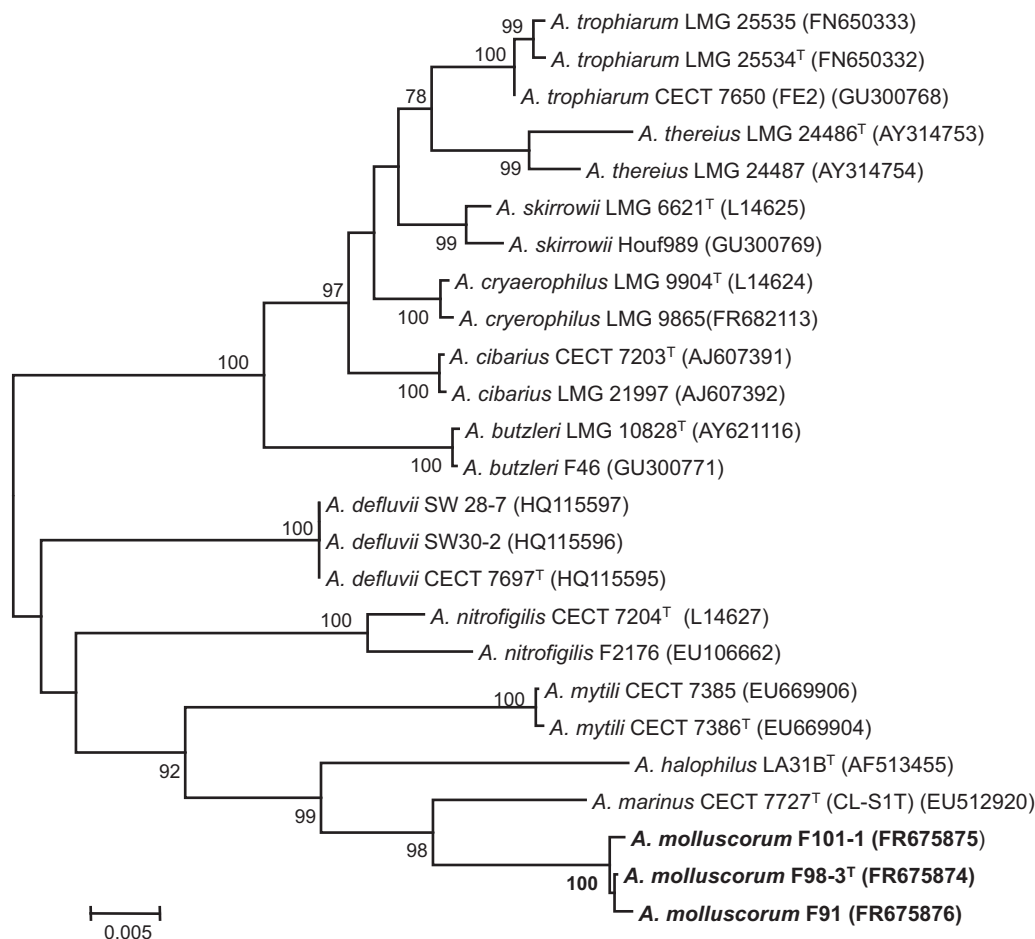 99
A. trophiarum LMG 25535 (FN650333)
A. trophiarum LMG 25534ᵀ (FN650332)
100
A. trophiarum CECT 7650 (FE2) (GU300768)
78
A. thereius LMG 24486ᵀ (AY314753)
99
A. thereius LMG 24487 (AY314754)
A. skirrowii LMG 6621ᵀ (L14625)
99
A. skirrowii Houf989 (GU300769)
A. cryaerophilus LMG 9904ᵀ (L14624)
97
100
A. cryerophilus LMG 9865(FR682113)
A. cibarius CECT 7203ᵀ (AJ607391)
100
100
A. cibarius LMG 21997 (AJ607392)
A. butzleri LMG 10828ᵀ (AY621116)
100
A. butzleri F46 (GU300771)
A. defluvii SW 28-7 (HQ115597)
100
A. defluvii SW30-2 (HQ115596)
A. defluvii CECT 7697ᵀ (HQ115595)
100
A. nitrofigilis CECT 7204ᵀ (L14627)
A. nitrofigilis F2176 (EU106662)
100
A. mytili CECT 7385 (EU669906)
A. mytili CECT 7386ᵀ (EU669904)
92
A. halophilus LA31Bᵀ (AF513455)
99
A. marinus CECT 7727ᵀ (CL-S1T) (EU512920)
98
A. molluscorum F101-1 (FR675875)
100
A. molluscorum F98-3ᵀ (FR675874)
A. molluscorum F91 (FR675876)
0.005